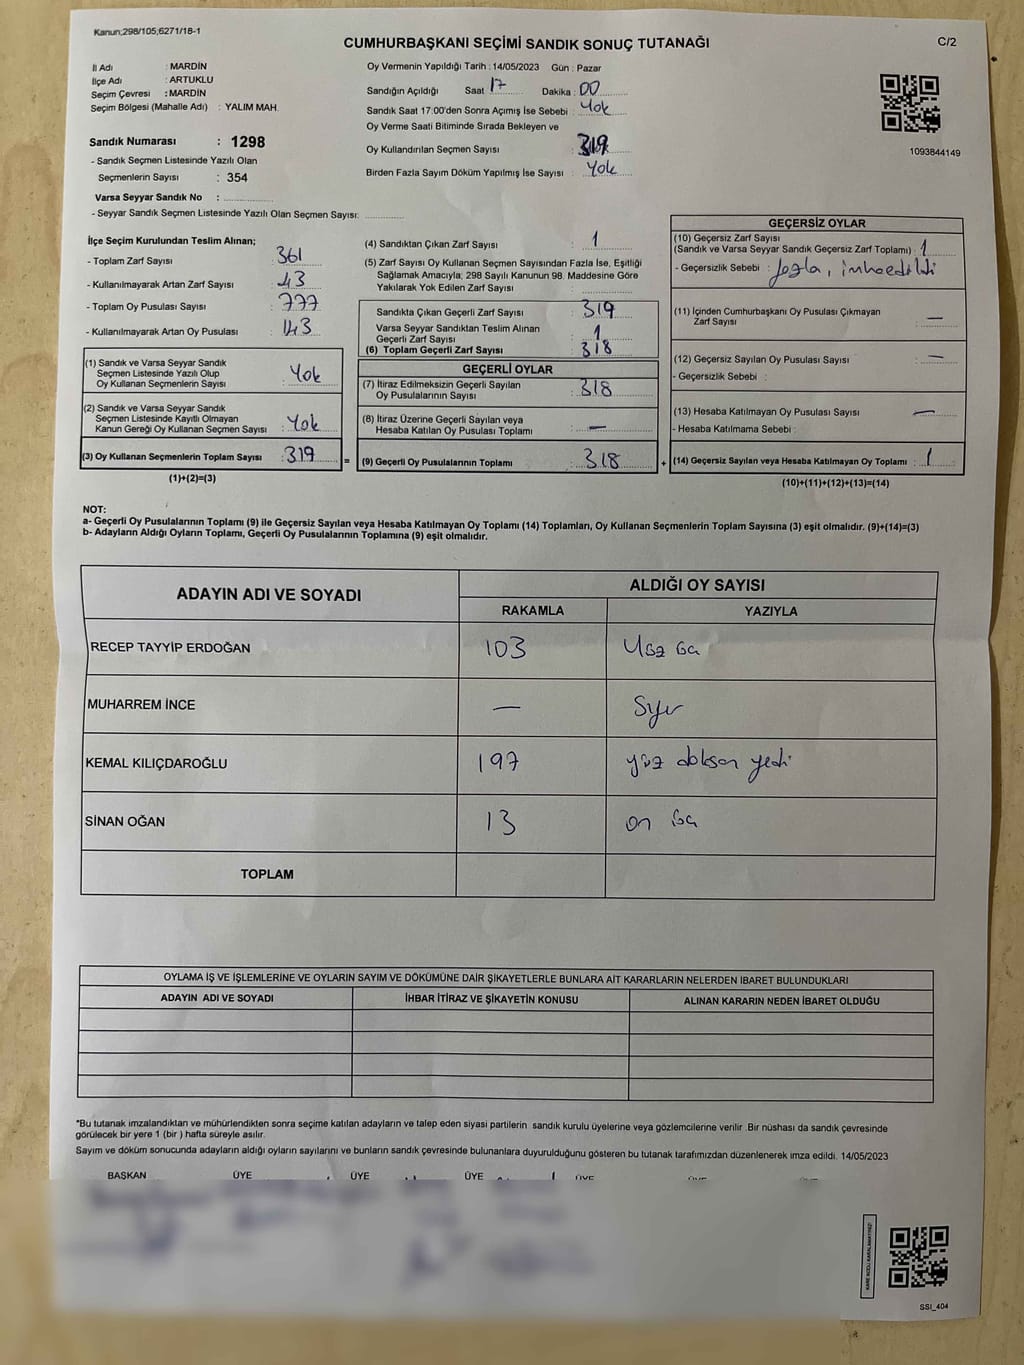 Kanun;298/105;6271/18-1
CUMHURBAŞKANI SEÇİMİ SANDIK SONUÇ TUTANAĞI
C/2
İl Adı : MARDİN
İlçe Adı : ARTUKLU
Seçim Çevresi : MARDİN
Seçim Bölgesi (Mahalle Adı) : YALIM MAH.
Sandık Numarası : 1298
- Sandık Seçmen Listesinde Yazılı Olan
Seçmenlerin Sayısı : 354
Varsa Seyyar Sandık No :
- Seyyar Sandık Seçmen Listesinde Yazılı Olan Seçmen Sayısı:
Oy Vermenin Yapıldığı Tarih : 14/05/2023 Gün : Pazar
Sandığın Açıldığı Saat 17 Dakika : 00
Sandık Saat 17:00'den Sonra Açımış İse Sebebi : Yok
Oy Verme Saati Bitiminde Sırada Bekleyen ve
Oy Kullandırılan Seçmen Sayısı : 319
Birden Fazla Sayım Döküm Yapılmış İse Sayısı : Yok
1093844149
İlçe Seçim Kurulundan Teslim Alınan;
- Toplam Zarf Sayısı : 361
- Kullanılmayarak Artan Zarf Sayısı : 43
- Toplam Oy Pusulası Sayısı : 777
- Kullanılmayarak Artan Oy Pusulası : 143
(1) Sandık ve Varsa Seyyar Sandık
Seçmen Listesinde Yazılı Olup
Oy Kullanan Seçmenlerin Sayısı : Yok
(2) Sandık ve Varsa Seyyar Sandık
Seçmen Listesinde Kayıtlı Olmayan
Kanun Gereği Oy Kullanan Seçmen Sayısı : Yok
(3) Oy Kullanan Seçmenlerin Toplam Sayısı : 319
(1)+(2)=(3)
(4) Sandıktan Çıkan Zarf Sayısı : 1
(5) Zarf Sayısı Oy Kullanan Seçmen Sayısından Fazla İse, Eşitliği
Sağlamak Amacıyla; 298 Sayılı Kanunun 98. Maddesine Göre
Yakılarak Yok Edilen Zarf Sayısı :
Sandıkta Çıkan Geçerli Zarf Sayısı : 319
Varsa Seyyar Sandıktan Teslim Alınan
Geçerli Zarf Sayısı : 1
(6) Toplam Geçerli Zarf Sayısı : 318
GEÇERLİ OYLAR
(7) İtiraz Edilmeksizin Geçerli Sayılan
Oy Pusulalarının Sayısı : 318
(8) İtiraz Üzerine Geçerli Sayılan veya
Hesaba Katılan Oy Pusulası Toplamı : —
= (9) Geçerli Oy Pusulalarının Toplamı : 318 +
GEÇERSİZ OYLAR
(10) Geçersiz Zarf Sayısı
(Sandık ve Varsa Seyyar Sandık Geçersiz Zarf Toplamı) : 1
- Geçersizlik Sebebi : fazla, imha edildi
(11) İçinden Cumhurbaşkanı Oy Pusulası Çıkmayan
Zarf Sayısı : —
(12) Geçersiz Sayılan Oy Pusulası Sayısı : —
- Geçersizlik Sebebi :
(13) Hesaba Katılmayan Oy Pusulası Sayısı : —
- Hesaba Katılmama Sebebi :
(14) Geçersiz Sayılan veya Hesaba Katılmayan Oy Toplamı : 1
(10)+(11)+(12)+(13)=(14)
NOT:
a- Geçerli Oy Pusulalarının Toplamı (9) ile Geçersiz Sayılan veya Hesaba Katılmayan Oy Toplamı (14) Toplamları, Oy Kullanan Seçmenlerin Toplam Sayısına (3) eşit olmalıdır. (9)+(14)=(3)
b- Adayların Aldığı Oyların Toplamı, Geçerli Oy Pusulalarının Toplamına (9) eşit olmalıdır.
ADAYIN ADI VE SOYADI ALDIĞI OY SAYISI
RAKAMLA YAZIYLA
RECEP TAYYİP ERDOĞAN 103 Yüz üç
MUHARREM İNCE — Sıfır
KEMAL KILIÇDAROĞLU 197 yüz doksan yedi
SİNAN OĞAN 13 on üç
TOPLAM
OYLAMA İŞ VE İŞLEMLERİNE VE OYLARIN SAYIM VE DÖKÜMÜNE DAİR ŞİKAYETLERLE BUNLARA AİT KARARLARIN NELERDEN İBARET BULUNDUKLARI
ADAYIN ADI VE SOYADI İHBAR İTİRAZ VE ŞİKAYETİN KONUSU ALINAN KARARIN NEDEN İBARET OLDUĞU
*Bu tutanak imzalandıktan ve mühürlendikten sonra seçime katılan adayların ve talep eden siyasi partilerin sandık kurulu üyelerine veya gözlemcilerine verilir .Bir nüshası da sandık çevresinde
görülecek bir yere 1 (bir ) hafta süreyle asılır.
Sayım ve döküm sonucunda adayların aldığı oyların sayılarını ve bunların sandık çevresinde bulunanlara duyurulduğunu gösteren bu tutanak tarafımızdan düzenlenerek imza edildi. 14/05/2023
BAŞKAN ÜYE ÜYE ÜYE ÜYE
KARE KODU KARALAMAYINIZ!
SSI_404